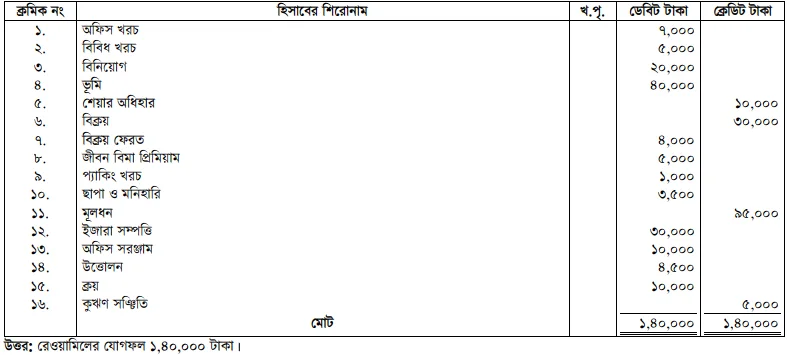 ক্রমিক নং হিসাবের শিরোনাম খ.পৃ. ডেবিট টাকা ক্রেডিট টাকা
১. অফিস খরচ ৭,০০০
২. বিবিধ খরচ ৫,০০০
৩. বিনিয়োগ ২০,০০০
৪. ভূমি ৪০,০০০
৫. শেয়ার অধিহার ১০,০০০
৬. বিক্রয় ৩০,০০০
৭. বিক্রয় ফেরত ৪,০০০
৮. জীবন বিমা প্রিমিয়াম ৫,০০০
৯. প্যাকিং খরচ ১,০০০
১০. ছাপা ও মনিহারি ৩,৫০০
১১. মূলধন ৯৫,০০০
১২. ইজারা সম্পত্তি ৩০,০০০
১৩. অফিস সরঞ্জাম ১০,০০০
১৪. উত্তোলন ৪,৫০০
১৫. ক্রয় ১০,০০০
১৬. কুঋণ সঞ্চিতি ৫,০০০
মোট ১,৪০,০০০ ১,৪০,০০০
উত্তর: রেওয়ামিলের যোগফল ১,৪০,০০০ টাকা।